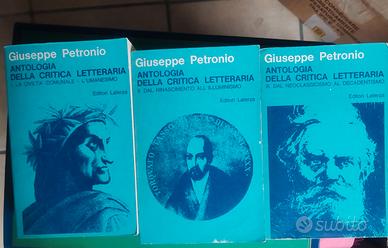 Giuseppe Petronio
ANTOLOGIA
DELLA CRITICA LETTERARIA
I. LA CIVILTÀ COMUNALE - L'UMANESIMO
Editori Laterza
Giuseppe Petronio
ANTOLOGIA
DELLA CRITICA LETTERARIA
II. DAL RINASCIMENTO ALL'ILLUMINISMO
Editori Laterza
Giuseppe Petronio
ANTOLOGIA
DELLA CRITICA LETTERARIA
III. DAL NEOCLASSICISMO AL DECADENTISMO
Editori Laterza
subito